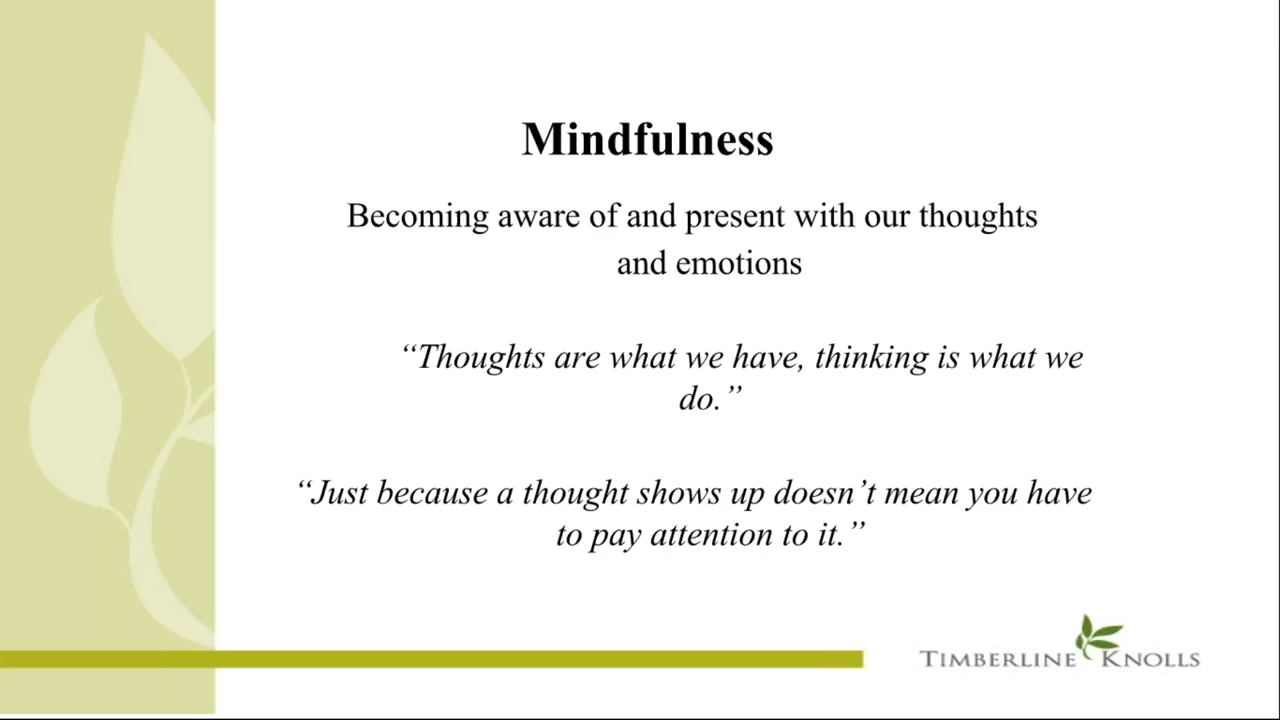 Mindfulness
Becoming aware of and present with our thoughts
and emotions
“Thoughts are what we have, thinking is what we
do.”
“Just because a thought shows up doesn’t mean you have
to pay attention to it.”
TIMBERLINE KNOLLS